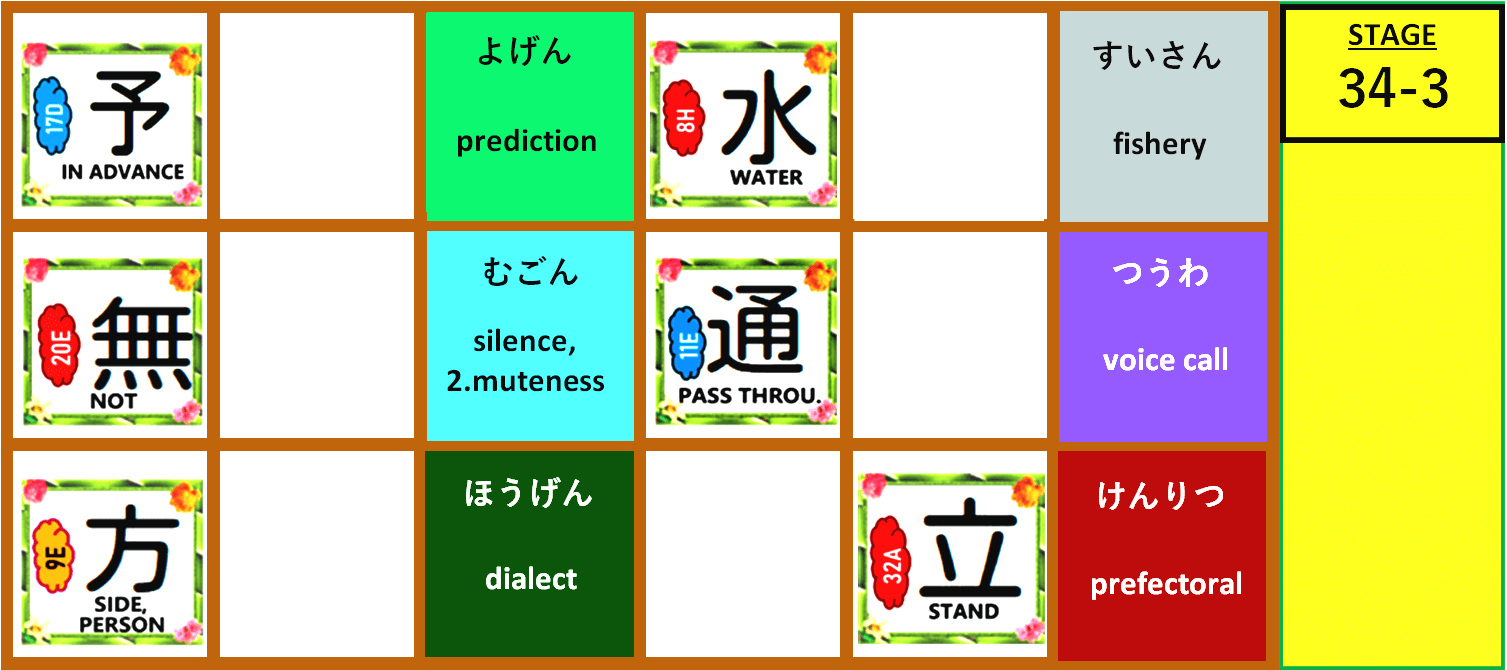 17D
予
IN ADVANCE
よげん
prediction
8H
水
WATER
すいさん
fishery
STAGE
34-3
20E
無
NOT
むごん
silence,
2.muteness
11E
通
PASS THROU.
つうわ
voice call
9E
方
SIDE,
PERSON
ほうげん
dialect
32A
立
STAND
けんりつ
prefectoral